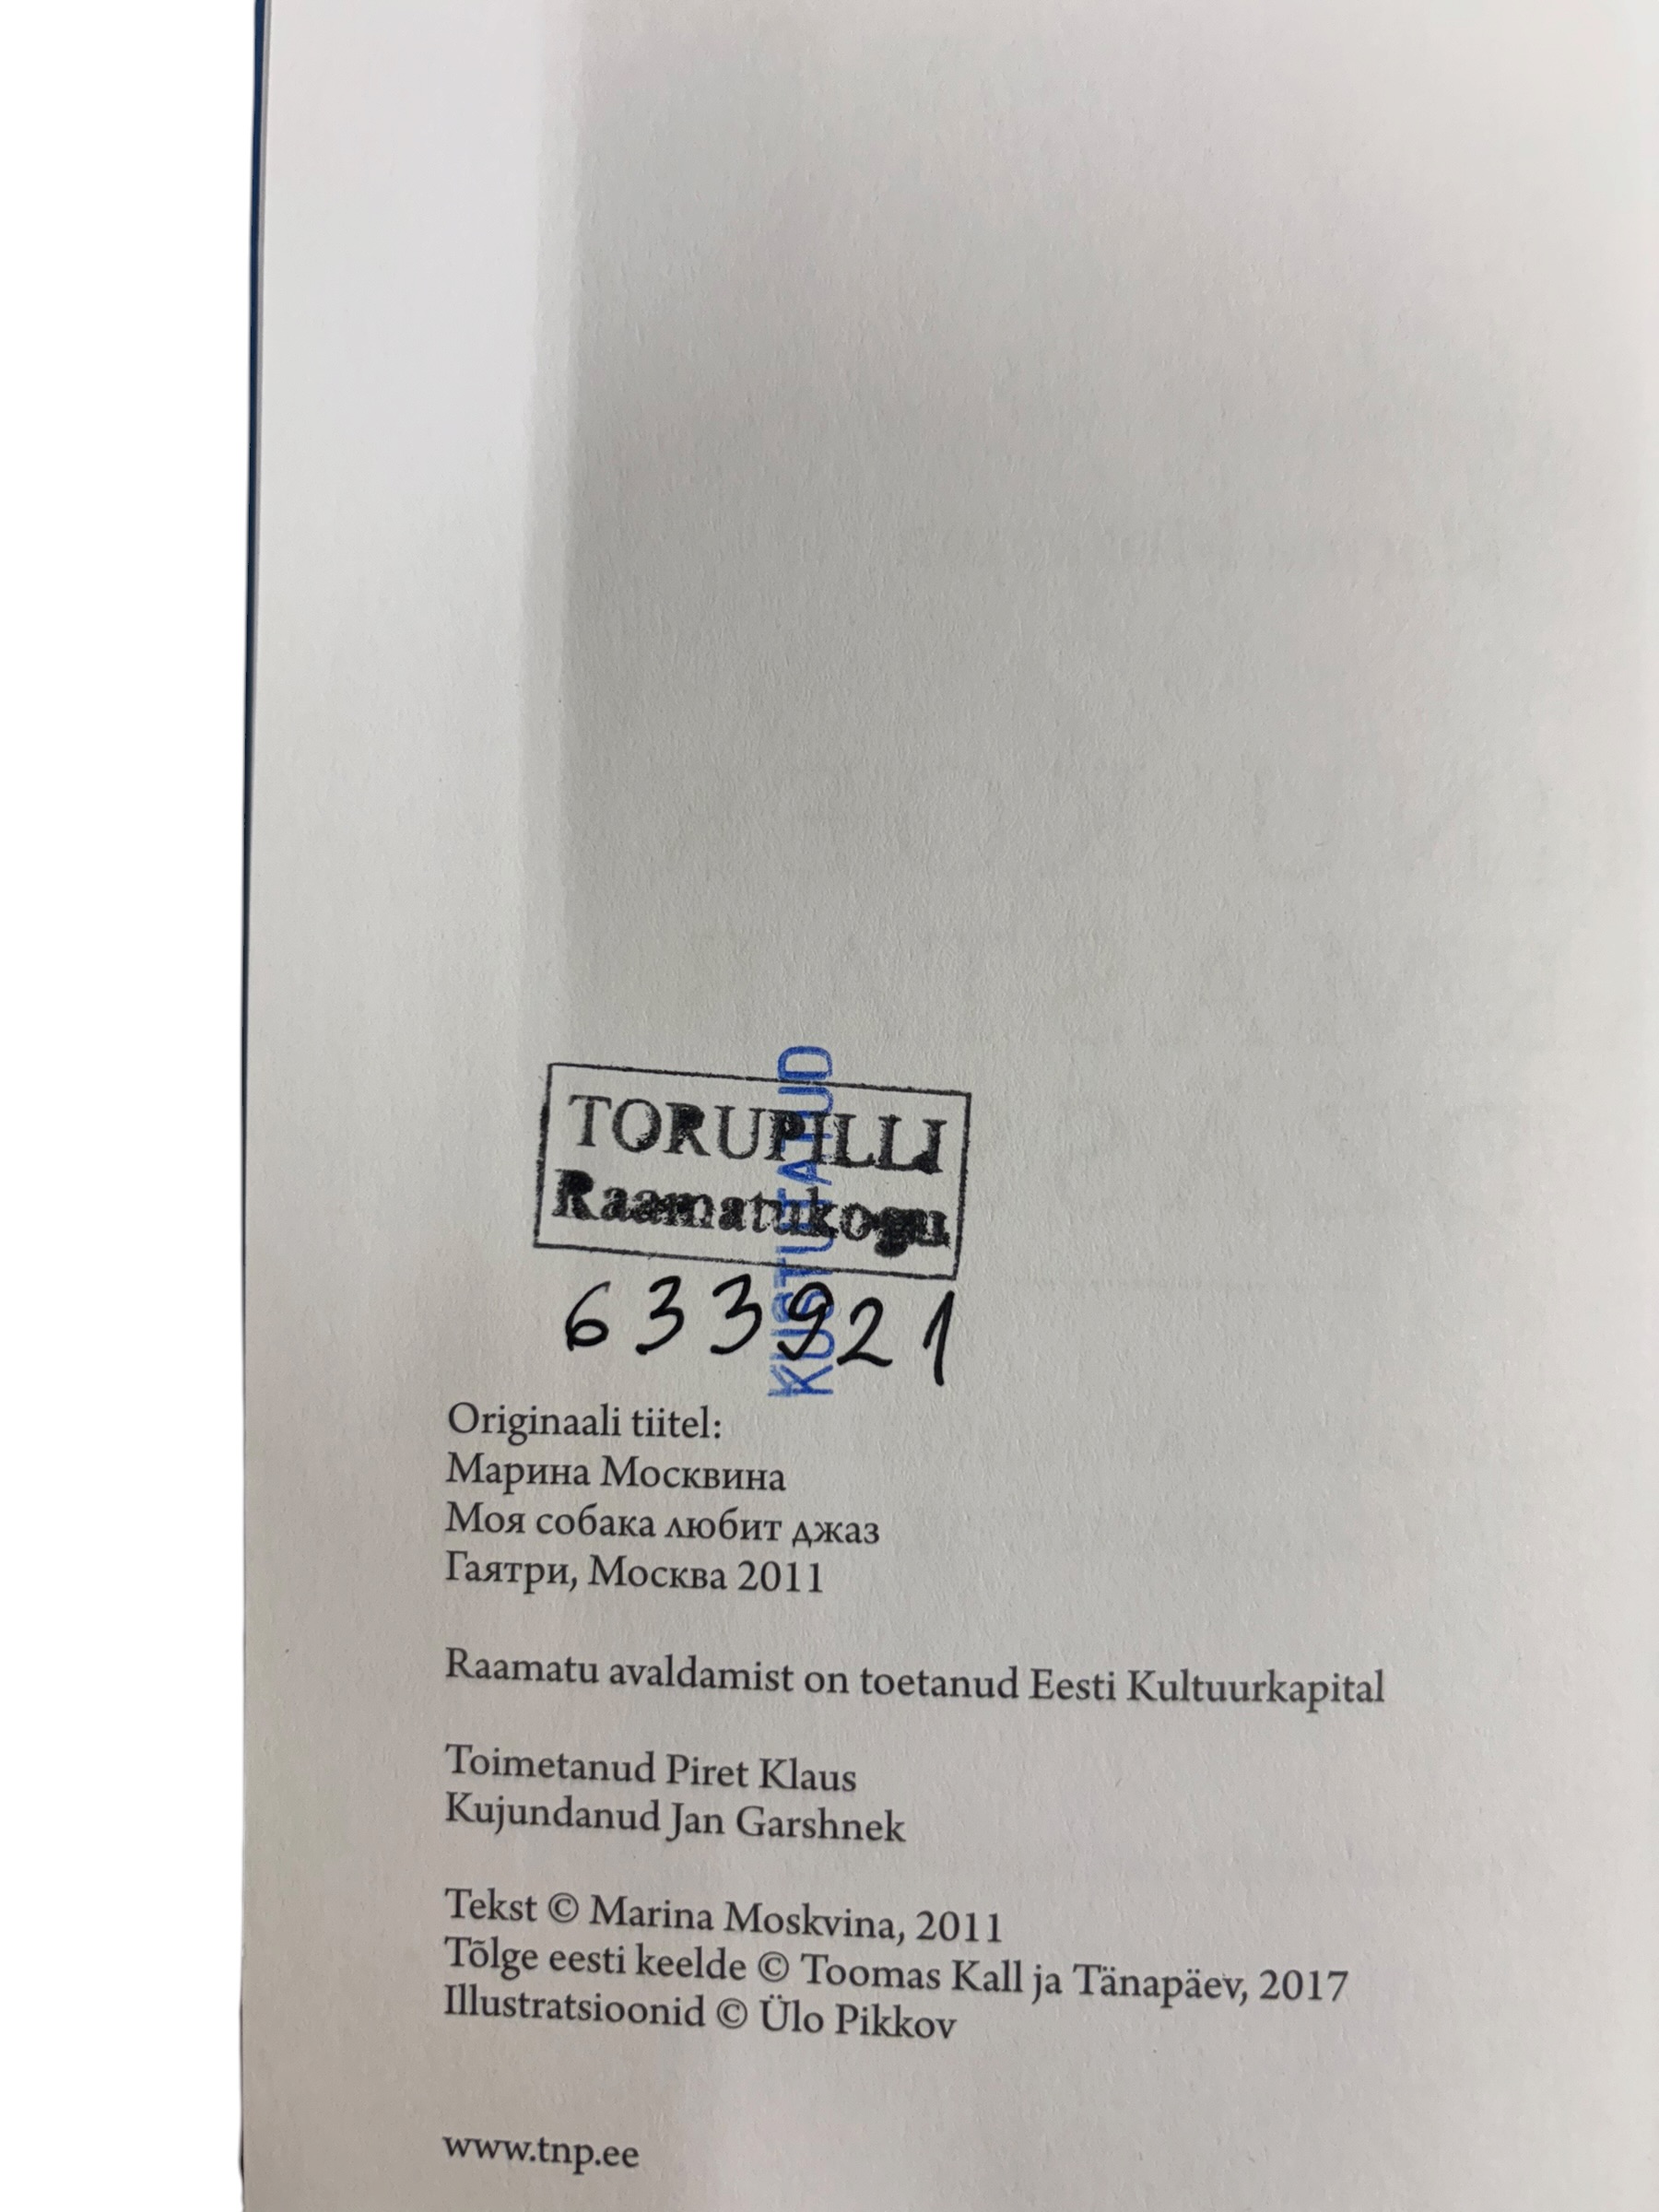 TORUPILLI
Raamatukogu
KUSTUTATUD
633921
Originaali tiitel:
Марина Москвина
Моя собака любит джаз
Гаятри, Москва 2011
Raamatu avaldamist on toetanud Eesti Kultuurkapital
Toimetanud Piret Klaus
Kujundanud Jan Garshnek
Tekst © Marina Moskvina, 2011
Tõlge eesti keelde © Toomas Kall ja Tänapäev, 2017
Illustratsioonid © Ülo Pikkov
www.tnp.ee